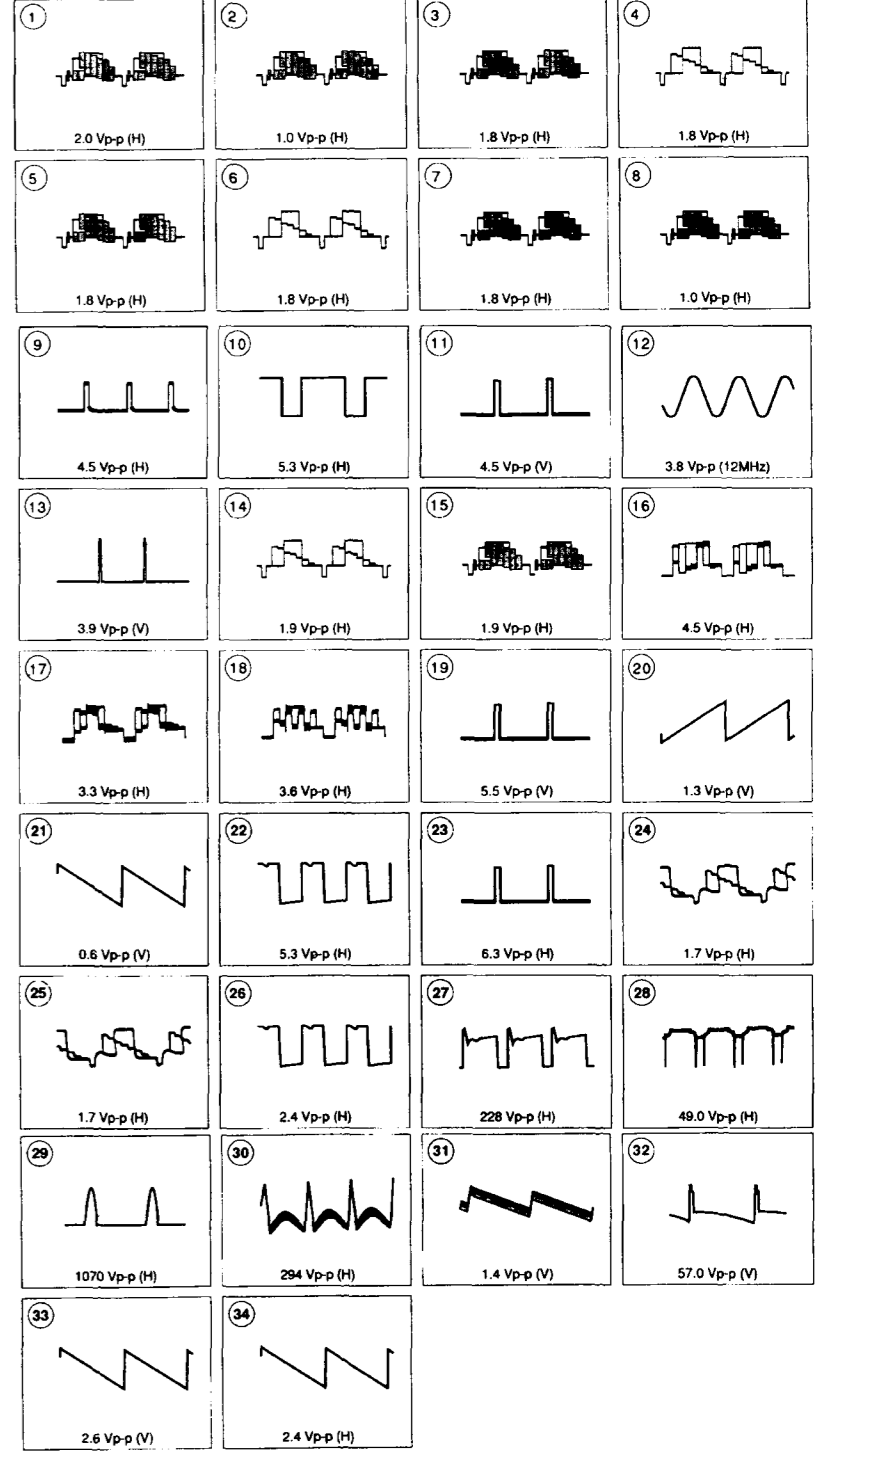 1 2 3 4
2.0 Vp-p (H) 1.0 Vp-p (H) 1.8 Vp-p (H) 1.8 Vp-p (H)
5 6 7 8
1.8 Vp-p (H) 1.8 Vp-p (H) 1.8 Vp-p (H) 1.0 Vp-p (H)
9 10 11 12
4.5 Vp-p (H) 5.3 Vp-p (H) 4.5 Vp-p (V) 3.8 Vp-p (12MHz)
13 14 15 16
3.9 Vp-p (V) 1.9 Vp-p (H) 1.9 Vp-p (H) 4.5 Vp-p (H)
17 18 19 20
3.3 Vp-p (H) 3.6 Vp-p (H) 5.5 Vp-p (V) 1.3 Vp-p (V)
21 22 23 24
0.6 Vp-p (V) 5.3 Vp-p (H) 6.3 Vp-p (H) 1.7 Vp-p (H)
25 26 27 28
1.7 Vp-p (H) 2.4 Vp-p (H) 228 Vp-p (H) 49.0 Vp-p (H)
29 30 31 32
1070 Vp-p (H) 294 Vp-p (H) 1.4 Vp-p (V) 57.0 Vp-p (V)
33 34
2.6 Vp-p (V) 2.4 Vp-p (H)